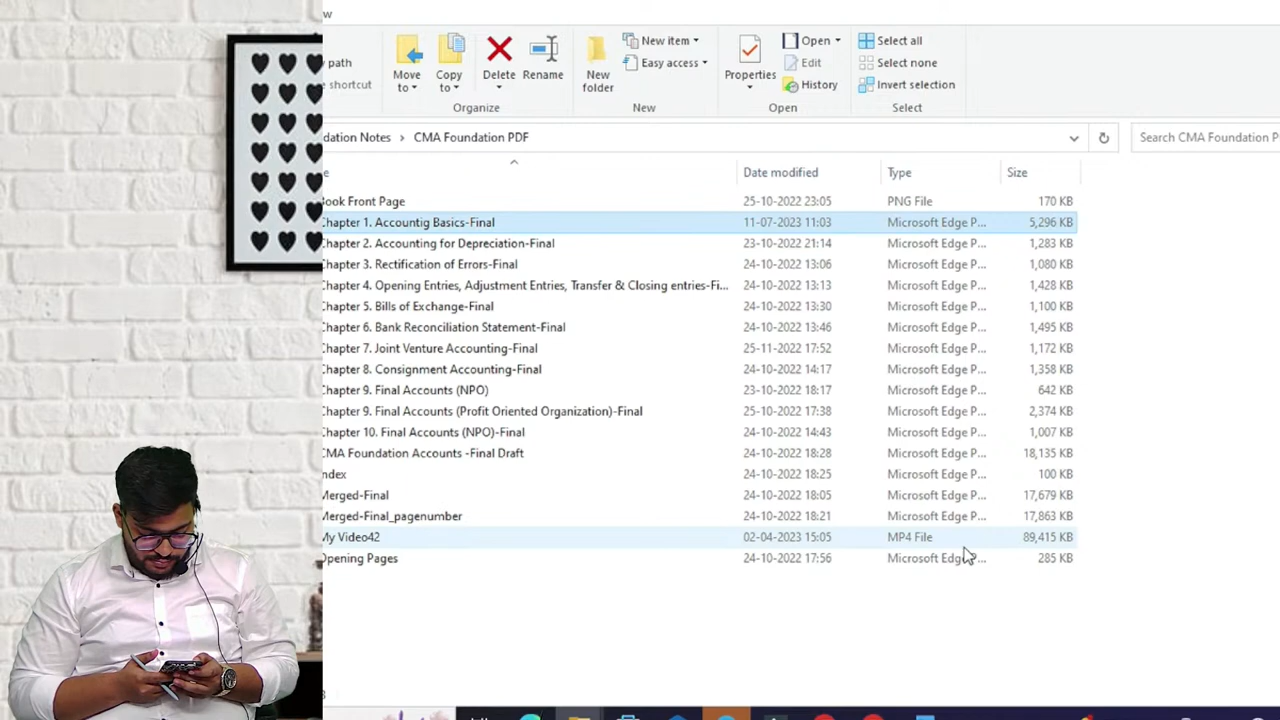 w
path
shortcut
Move to
Copy to
Delete
Rename
Organize
New folder
New item
Easy access
New
Properties
Open
Edit
History
Open
Select all
Select none
Invert selection
Select
dation Notes > CMA Foundation PDF
Search CMA Foundation P
e Date modified Type Size
Book Front Page 25-10-2022 23:05 PNG File 170 KB
Chapter 1. Accountig Basics-Final 11-07-2023 11:03 Microsoft Edge P... 5,296 KB
Chapter 2. Accounting for Depreciation-Final 23-10-2022 21:14 Microsoft Edge P... 1,283 KB
Chapter 3. Rectification of Errors-Final 24-10-2022 13:06 Microsoft Edge P... 1,080 KB
Chapter 4. Opening Entries, Adjustment Entries, Transfer & Closing entries-Fi... 24-10-2022 13:13 Microsoft Edge P... 1,428 KB
Chapter 5. Bills of Exchange-Final 24-10-2022 13:30 Microsoft Edge P... 1,100 KB
Chapter 6. Bank Reconciliation Statement-Final 24-10-2022 13:46 Microsoft Edge P... 1,495 KB
Chapter 7. Joint Venture Accounting-Final 25-11-2022 17:52 Microsoft Edge P... 1,172 KB
Chapter 8. Consignment Accounting-Final 24-10-2022 14:17 Microsoft Edge P... 1,358 KB
Chapter 9. Final Accounts (NPO) 23-10-2022 18:17 Microsoft Edge P... 642 KB
Chapter 9. Final Accounts (Profit Oriented Organization)-Final 25-10-2022 17:38 Microsoft Edge P... 2,374 KB
Chapter 10. Final Accounts (NPO)-Final 24-10-2022 14:43 Microsoft Edge P... 1,007 KB
CMA Foundation Accounts -Final Draft 24-10-2022 18:28 Microsoft Edge P... 18,135 KB
Index 24-10-2022 18:25 Microsoft Edge P... 100 KB
Merged-Final 24-10-2022 18:05 Microsoft Edge P... 17,679 KB
Merged-Final_pagenumber 24-10-2022 18:21 Microsoft Edge P... 17,863 KB
My Video42 02-04-2023 15:05 MP4 File 89,415 KB
Opening Pages 24-10-2022 17:56 Microsoft Edge P... 285 KB